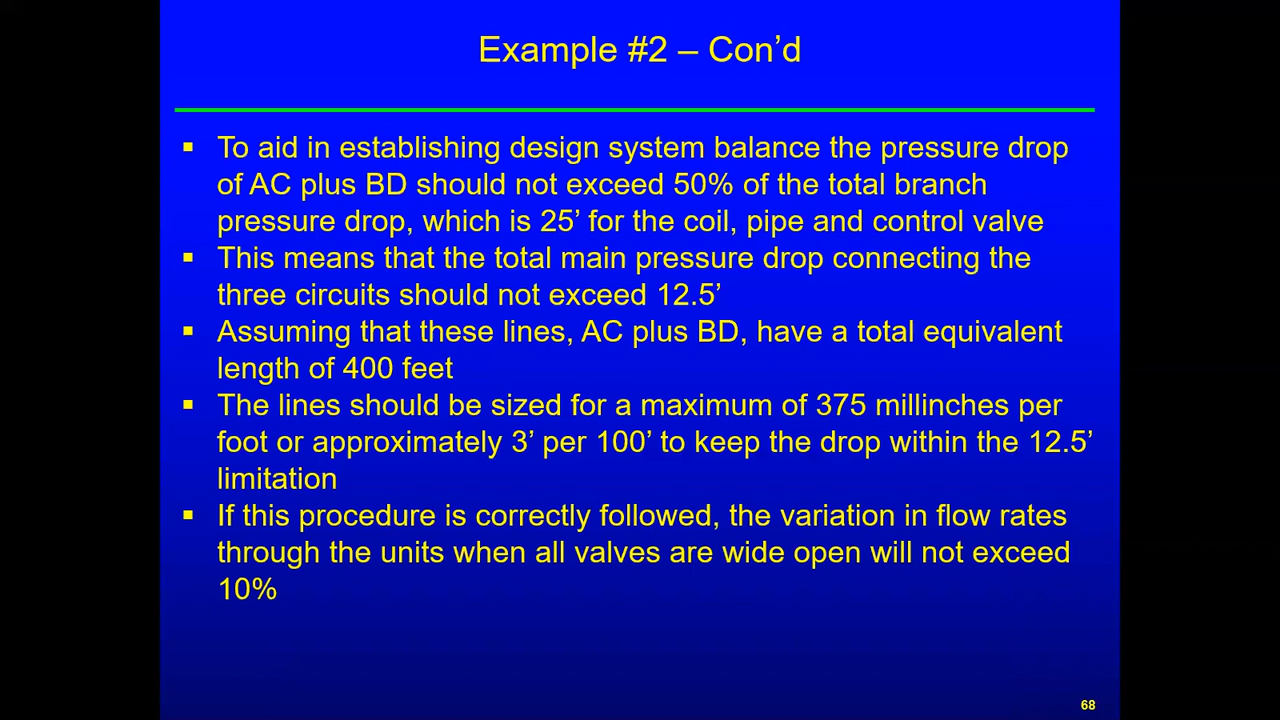 Example #2 – Con’d
▪ To aid in establishing design system balance the pressure drop
of AC plus BD should not exceed 50% of the total branch
pressure drop, which is 25’ for the coil, pipe and control valve
▪ This means that the total main pressure drop connecting the
three circuits should not exceed 12.5’
▪ Assuming that these lines, AC plus BD, have a total equivalent
length of 400 feet
▪ The lines should be sized for a maximum of 375 millinches per
foot or approximately 3’ per 100’ to keep the drop within the 12.5’
limitation
▪ If this procedure is correctly followed, the variation in flow rates
through the units when all valves are wide open will not exceed
10%
68